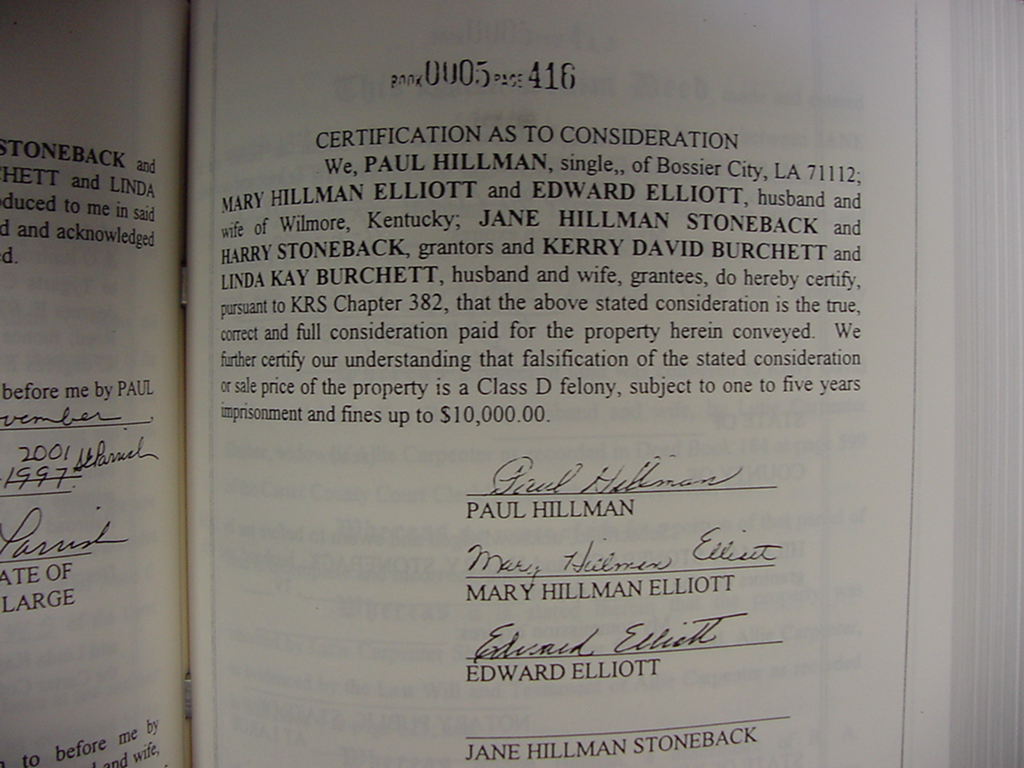 STONEBACK and
CHETT and LINDA
oduced to me in said
d and acknowledged
d.
before me by PAUL
vember
2001
1997
Parrish
ATE OF
LARGE
to before me by
and wife,
BOOK 0005 PAGE 416
CERTIFICATION AS TO CONSIDERATION
We, PAUL HILLMAN, single,, of Bossier City, LA 71112;
MARY HILLMAN ELLIOTT and EDWARD ELLIOTT, husband and
wife of Wilmore, Kentucky; JANE HILLMAN STONEBACK and
HARRY STONEBACK, grantors and KERRY DAVID BURCHETT and
LINDA KAY BURCHETT, husband and wife, grantees, do hereby certify,
pursuant to KRS Chapter 382, that the above stated consideration is the true,
correct and full consideration paid for the property herein conveyed. We
further certify our understanding that falsification of the stated consideration
or sale price of the property is a Class D felony, subject to one to five years
imprisonment and fines up to $10,000.00.
Paul Hillman
PAUL HILLMAN
Mary Hillman Elliott
MARY HILLMAN ELLIOTT
Edward Elliott
EDWARD ELLIOTT
JANE HILLMAN STONEBACK